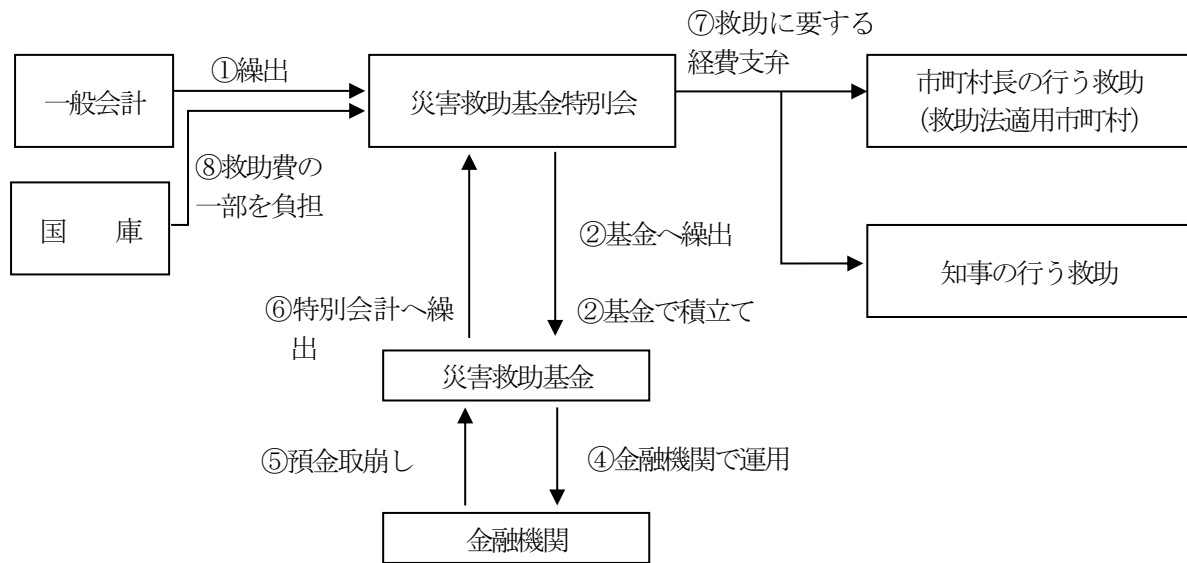 ⑦救助に要する
経費支弁
①繰出
一般会計
災害救助基金特別会
市町村長の行う救助
（救助法適用市町村）
⑧救助費の
一部を負担
国　　庫
②基金へ繰出
知事の行う救助
⑥特別会計へ繰
出
②基金で積立て
災害救助基金
⑤預金取崩し
④金融機関で運用
金融機関